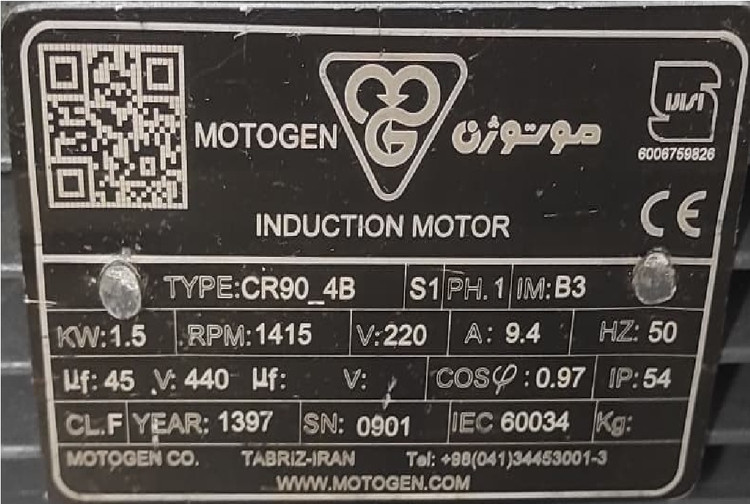 MOTOGEN موتوژن
6006759826
CE
INDUCTION MOTOR
TYPE:CR90_4B S1 PH.1 IM:B3
KW:1.5 RPM:1415 V:220 A: 9.4 HZ: 50
µf: 45 V: 440 µf: V: COSφ : 0.97 IP: 54
CL.F YEAR: 1397 SN: 0901 IEC 60034 Kg:
MOTOGEN CO. TABRIZ-IRAN Tel: +98(041)34453001-3
WWW.MOTOGEN.COM